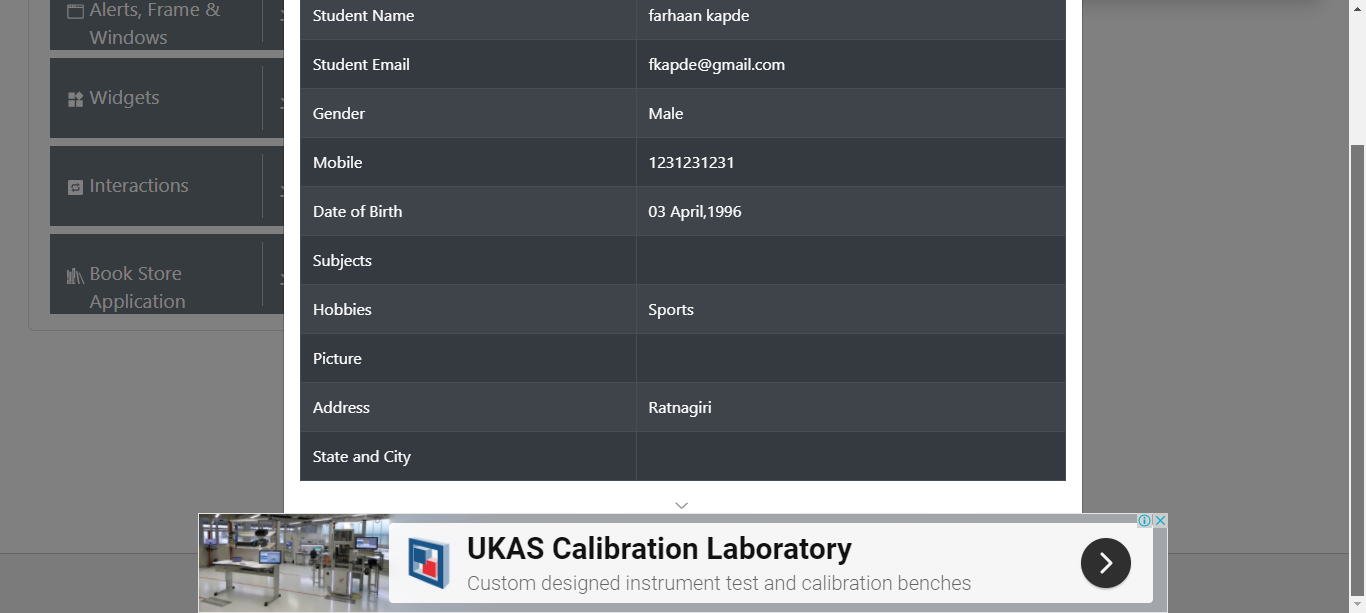 Alerts, Frame &
Windows
Widgets
Interactions
Book Store
Application
Student Name farhaan kapde
Student Email fkapde@gmail.com
Gender Male
Mobile 1231231231
Date of Birth 03 April,1996
Subjects
Hobbies Sports
Picture
Address Ratnagiri
State and City
UKAS Calibration Laboratory
Custom designed instrument test and calibration benches